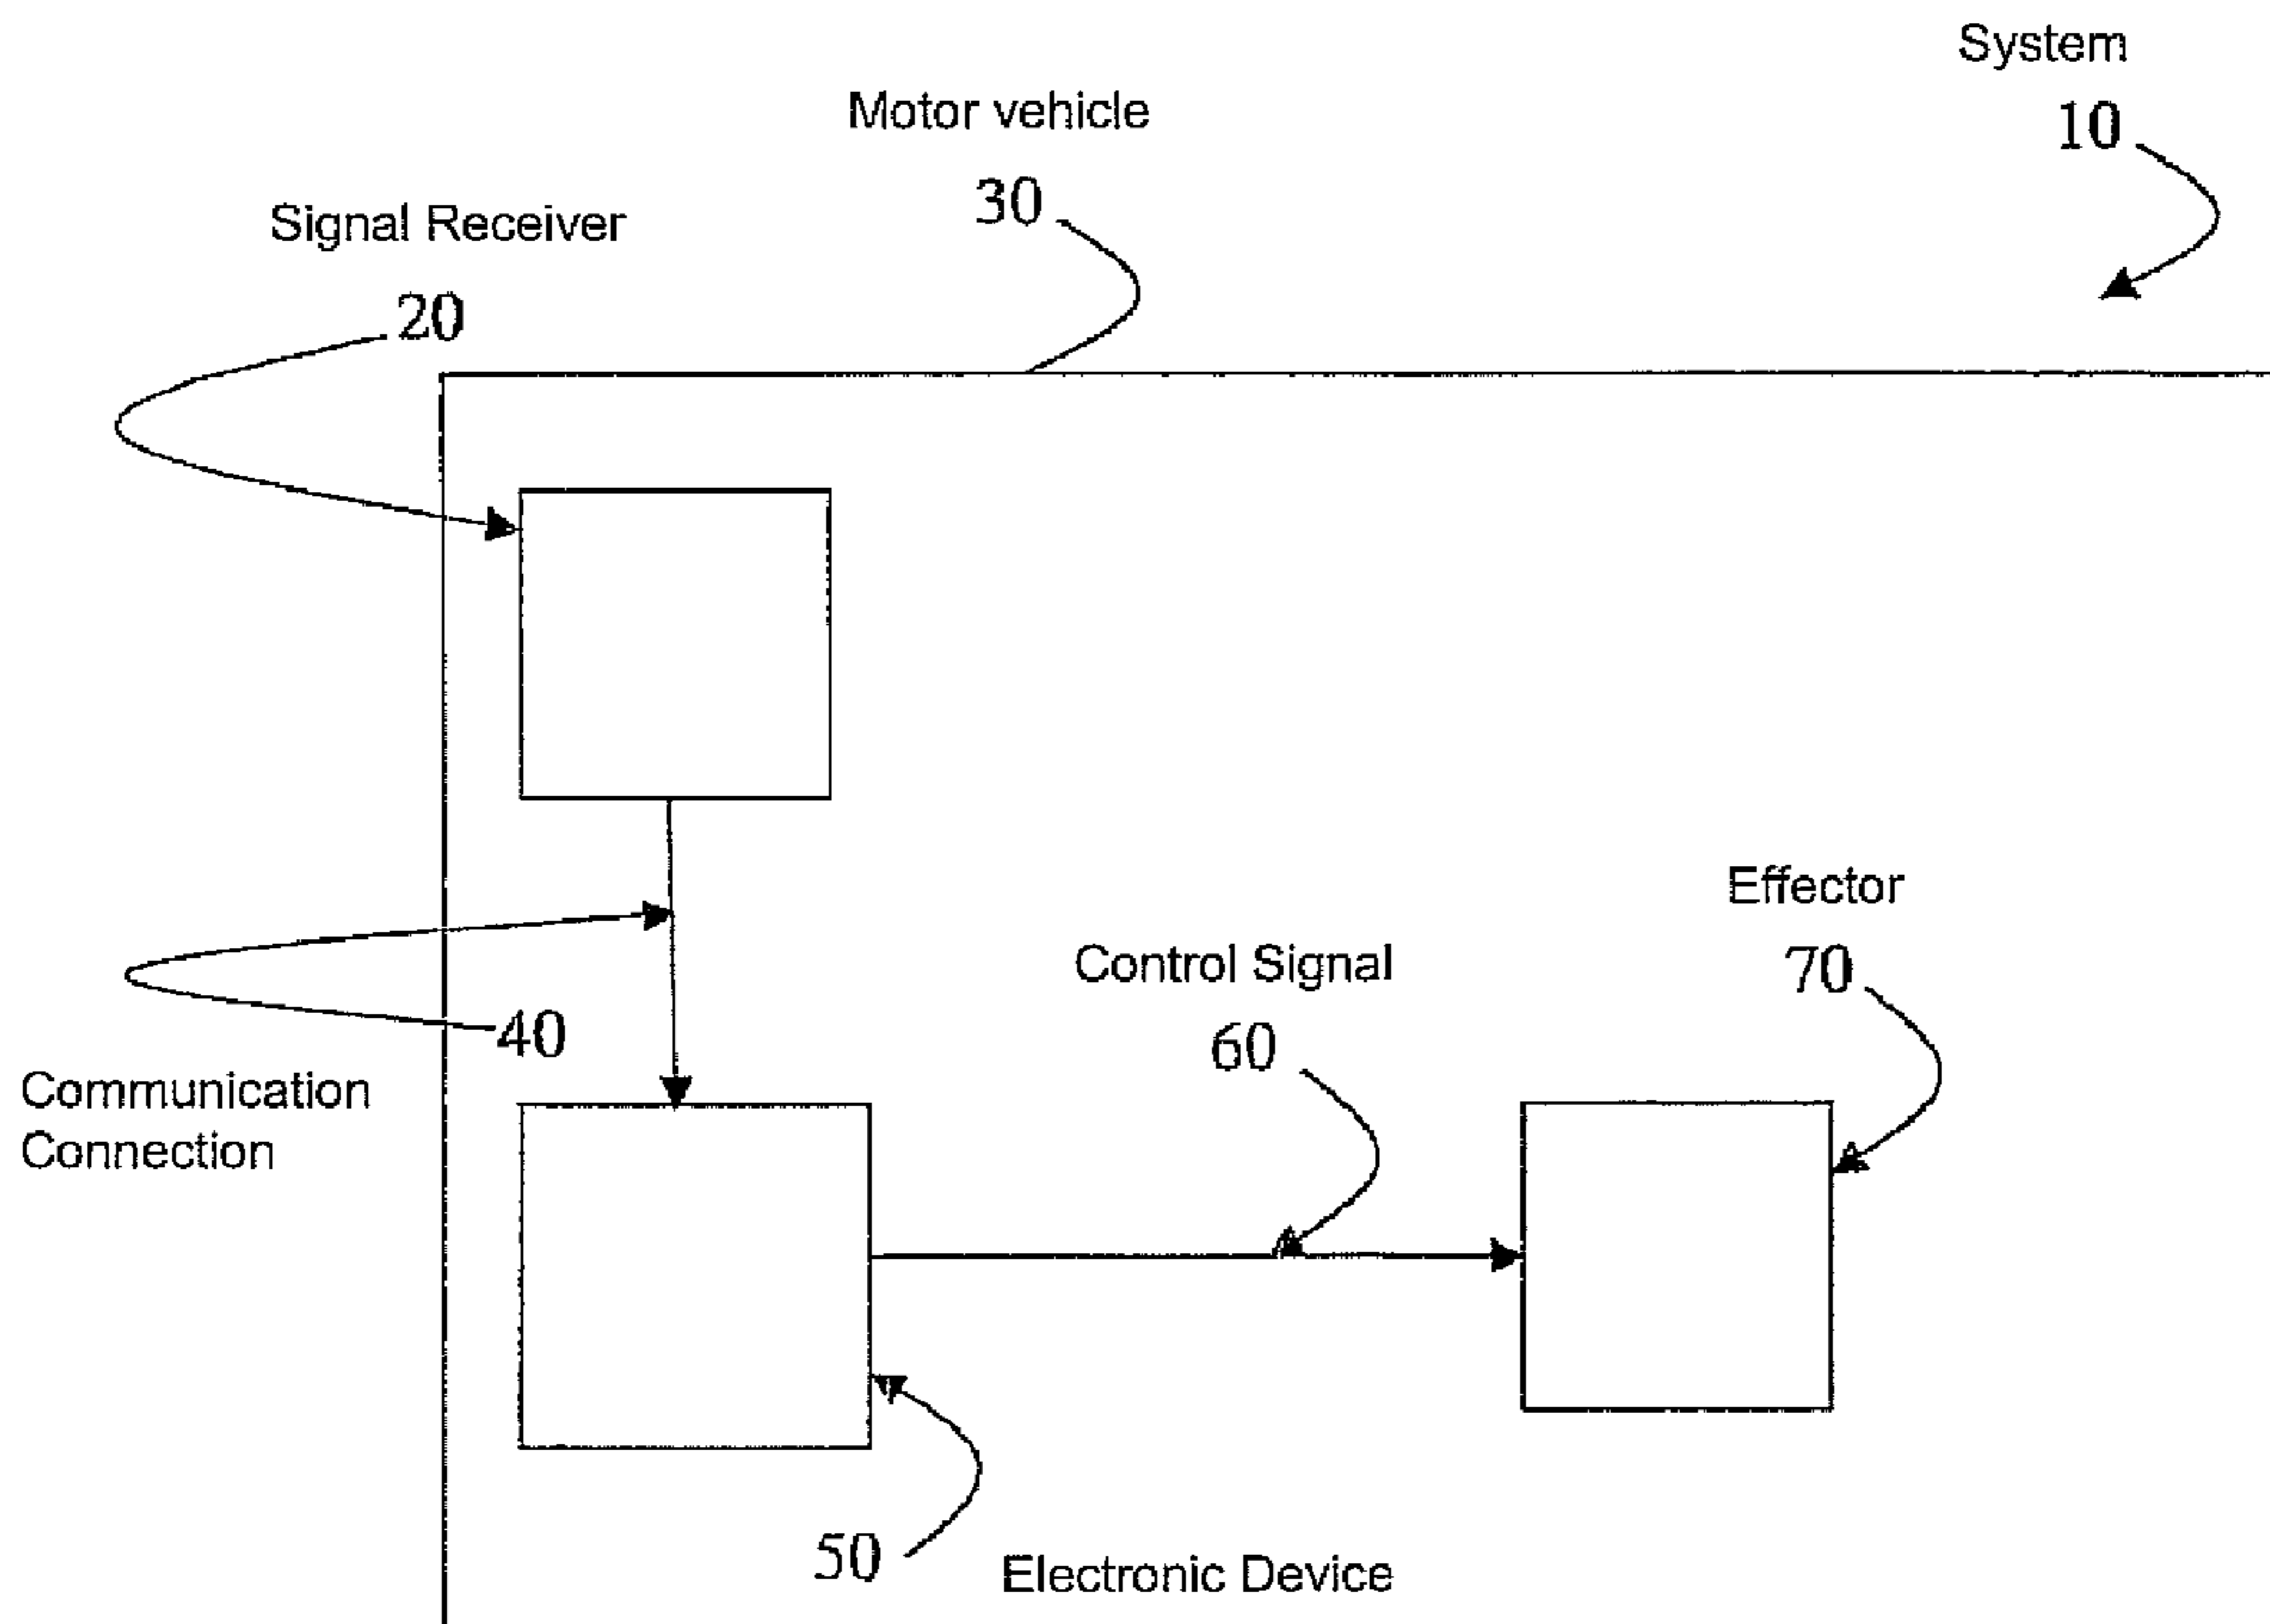 System
10
Motor vehicle
30
Signal Receiver
20
Effector
70
Control Signal
60
40
Communication
Connection
50
Electronic Device